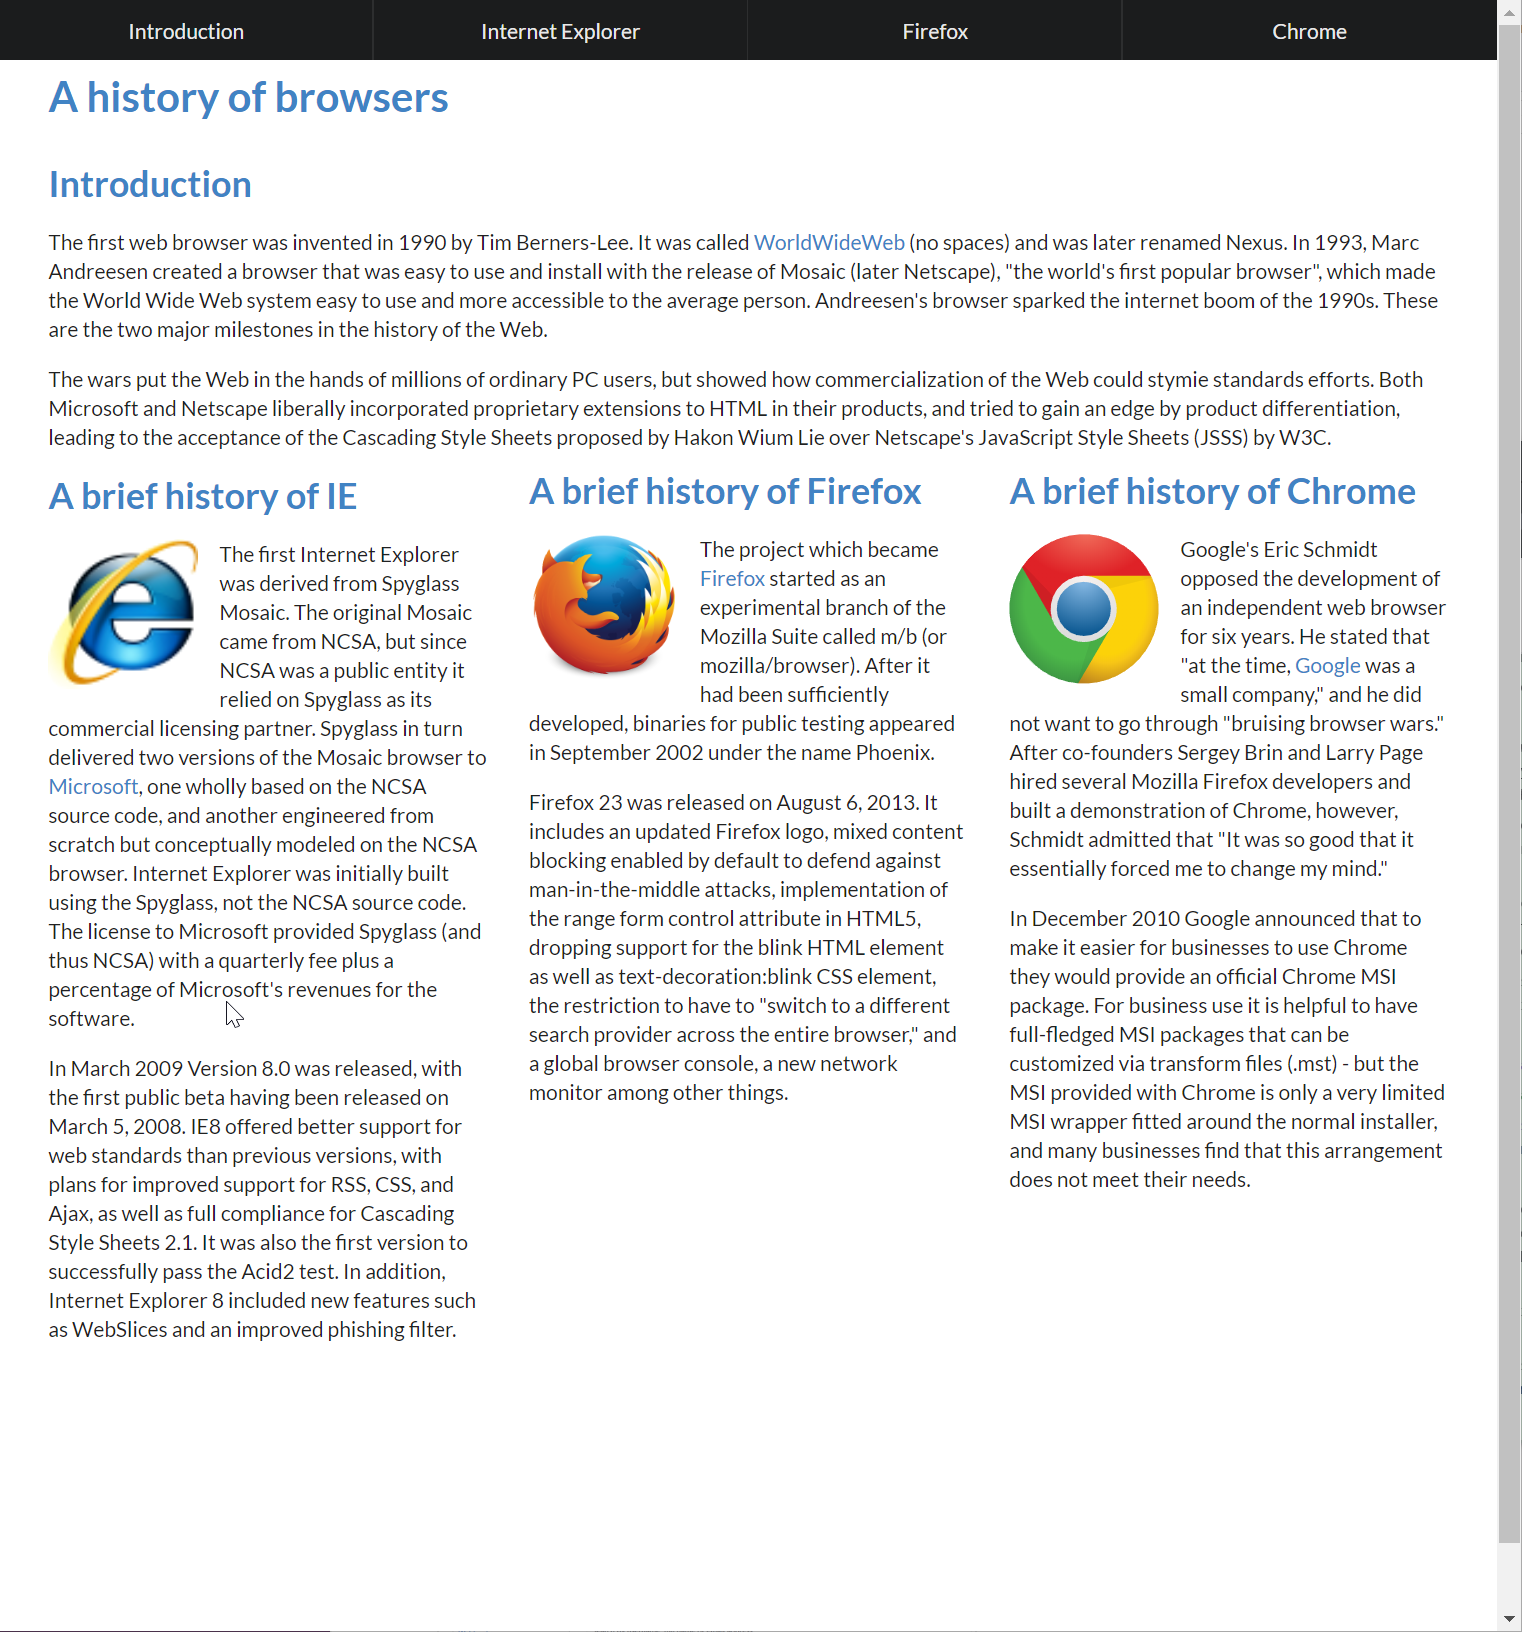 Introduction
Internet Explorer
Firefox
Chrome
A history of browsers
Introduction
The first web browser was invented in 1990 by Tim Berners-Lee. It was called WorldWideWeb (no spaces) and was later renamed Nexus. In 1993, Marc
Andreesen created a browser that was easy to use and install with the release of Mosaic (later Netscape), "the world's first popular browser", which made
the World Wide Web system easy to use and more accessible to the average person. Andreesen's browser sparked the internet boom of the 1990s. These
are the two major milestones in the history of the Web.
The wars put the Web in the hands of millions of ordinary PC users, but showed how commercialization of the Web could stymie standards efforts. Both
Microsoft and Netscape liberally incorporated proprietary extensions to HTML in their products, and tried to gain an edge by product differentiation,
leading to the acceptance of the Cascading Style Sheets proposed by Hakon Wium Lie over Netscape's JavaScript Style Sheets (JSSS) by W3C.
A brief history of IE
The first Internet Explorer
was derived from Spyglass
Mosaic. The original Mosaic
came from NCSA, but since
NCSA was a public entity it
relied on Spyglass as its
commercial licensing partner. Spyglass in turn
delivered two versions of the Mosaic browser to
Microsoft, one wholly based on the NCSA
source code, and another engineered from
scratch but conceptually modeled on the NCSA
browser. Internet Explorer was initially built
using the Spyglass, not the NCSA source code.
The license to Microsoft provided Spyglass (and
thus NCSA) with a quarterly fee plus a
percentage of Microsoft's revenues for the
software.
In March 2009 Version 8.0 was released, with
the first public beta having been released on
March 5, 2008. IE8 offered better support for
web standards than previous versions, with
plans for improved support for RSS, CSS, and
Ajax, as well as full compliance for Cascading
Style Sheets 2.1. It was also the first version to
successfully pass the Acid2 test. In addition,
Internet Explorer 8 included new features such
as WebSlices and an improved phishing filter.
A brief history of Firefox
The project which became
Firefox started as an
experimental branch of the
Mozilla Suite called m/b (or
mozilla/browser). After it
had been sufficiently
developed, binaries for public testing appeared
in September 2002 under the name Phoenix.
Firefox 23 was released on August 6, 2013. It
includes an updated Firefox logo, mixed content
blocking enabled by default to defend against
man-in-the-middle attacks, implementation of
the range form control attribute in HTML5,
dropping support for the blink HTML element
as well as text-decoration:blink CSS element,
the restriction to have to "switch to a different
search provider across the entire browser," and
a global browser console, a new network
monitor among other things.
A brief history of Chrome
Google's Eric Schmidt
opposed the development of
an independent web browser
for six years. He stated that
"at the time, Google was a
small company," and he did
not want to go through "bruising browser wars."
After co-founders Sergey Brin and Larry Page
hired several Mozilla Firefox developers and
built a demonstration of Chrome, however,
Schmidt admitted that "It was so good that it
essentially forced me to change my mind."
In December 2010 Google announced that to
make it easier for businesses to use Chrome
they would provide an official Chrome MSI
package. For business use it is helpful to have
full-fledged MSI packages that can be
customized via transform files (.mst) - but the
MSI provided with Chrome is only a very limited
MSI wrapper fitted around the normal installer,
and many businesses find that this arrangement
does not meet their needs.